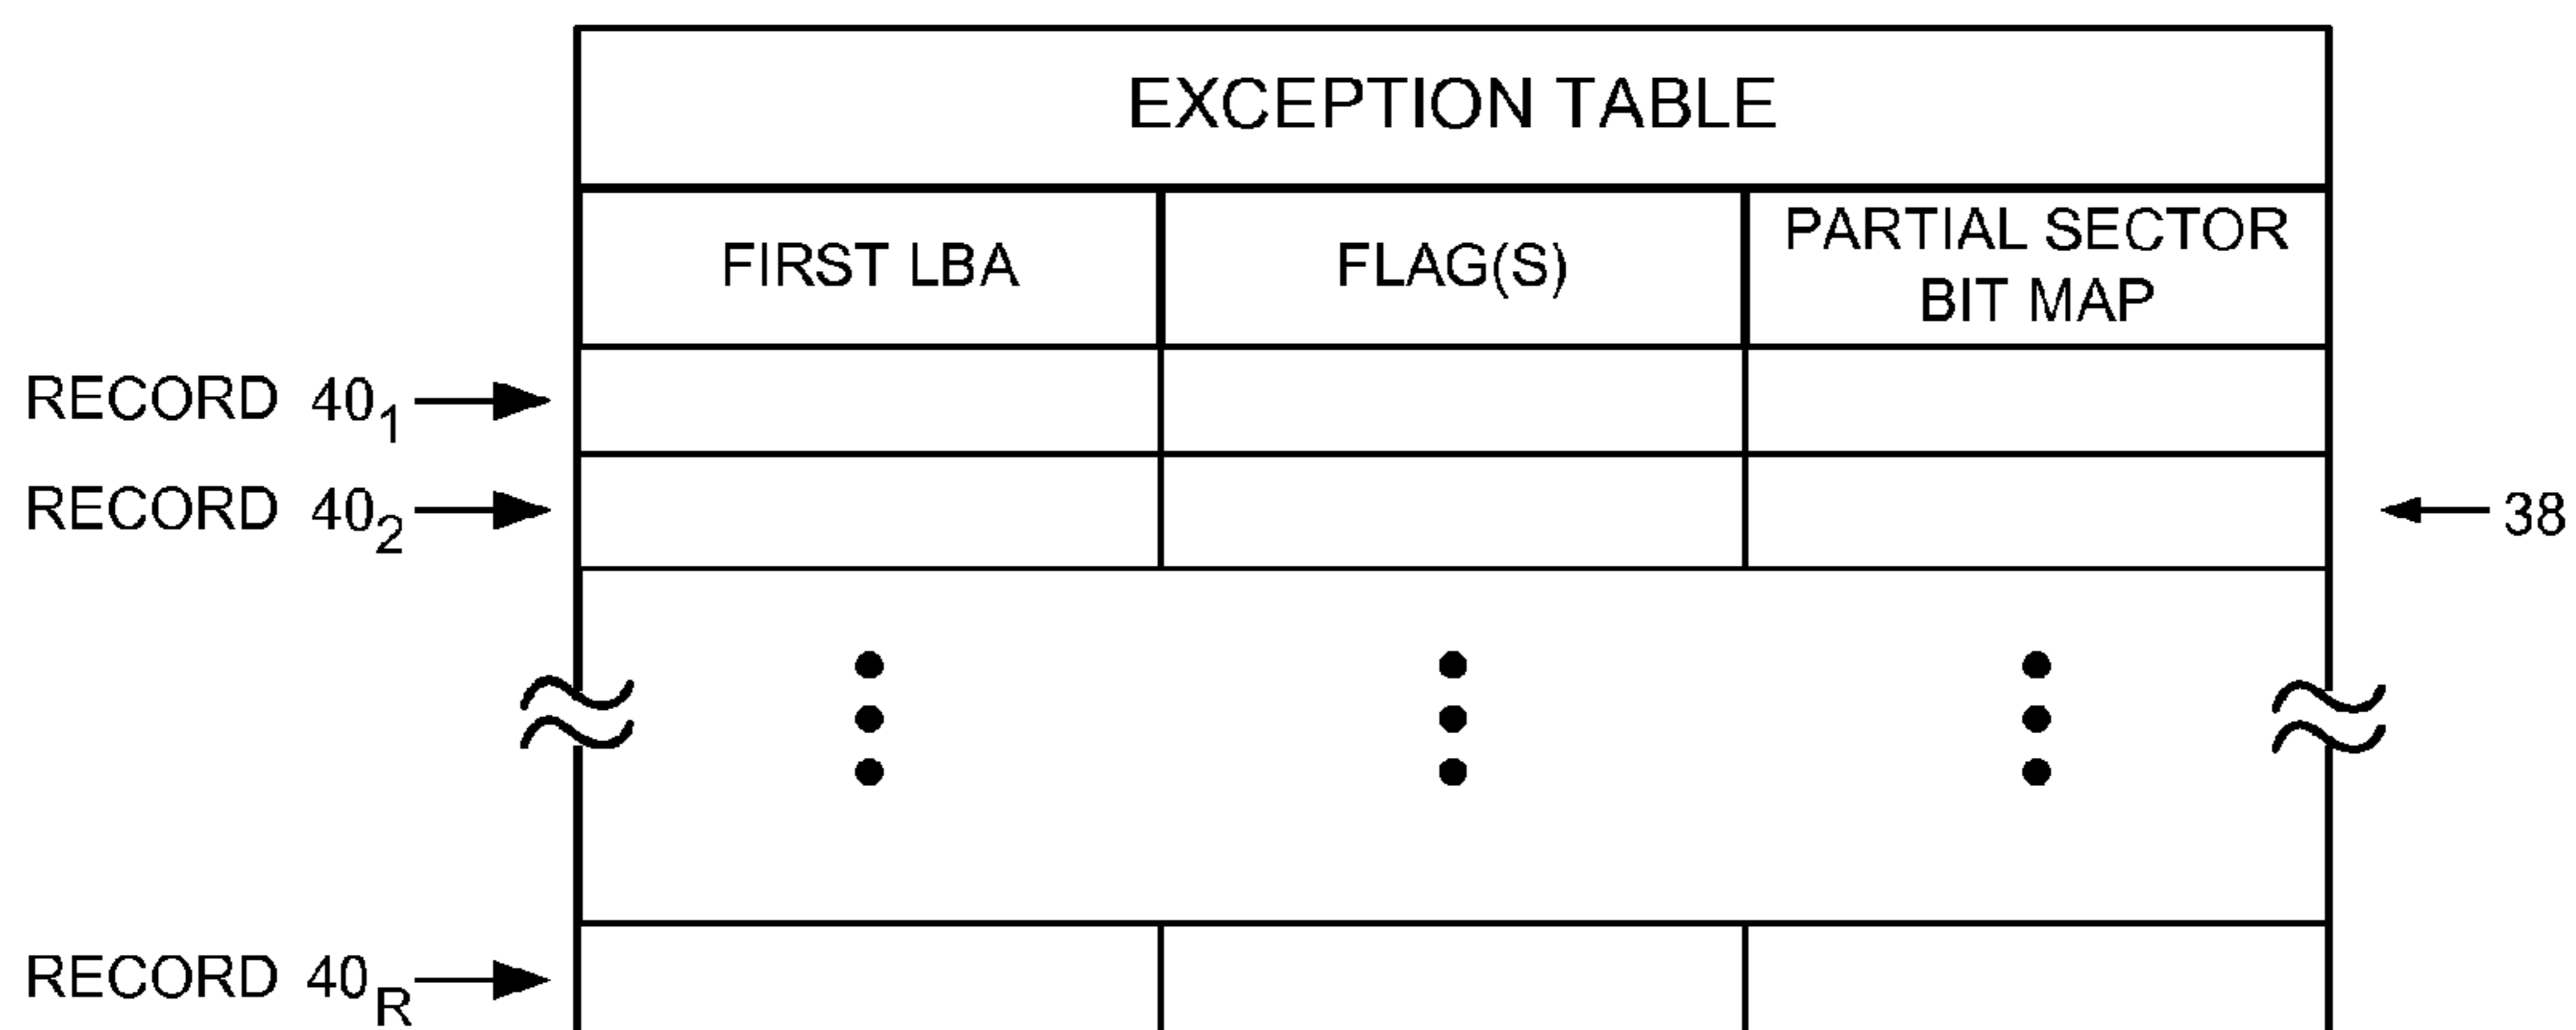 EXCEPTION TABLE
FIRST LBA
FLAG(S)
PARTIAL SECTOR
BIT MAP
RECORD 40₁
RECORD 40₂
38
RECORD 40R